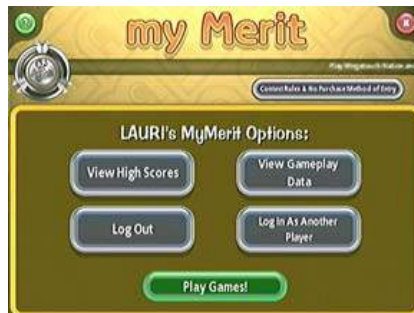 my Merit
Contest Rules & No Purchase Method of Entry
LAURI's MyMerit Options:
View High Scores
View Gameplay
Data
Log Out
Log In As Another
Player
Play Games!